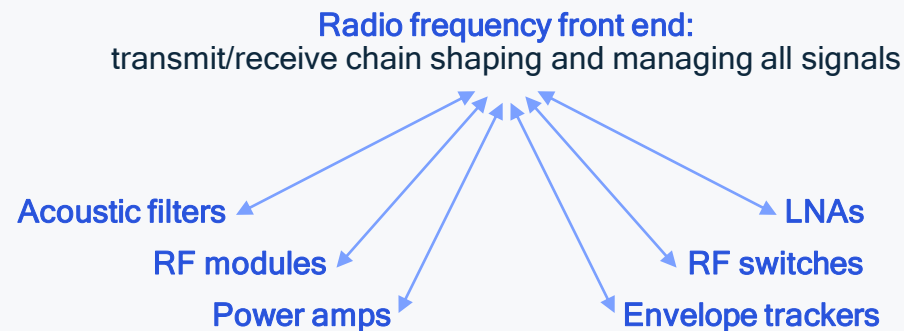 Radio frequency front end:
transmit/receive chain shaping and managing all signals
Acoustic filters
LNAs
RF modules
RF switches
Power amps
Envelope trackers